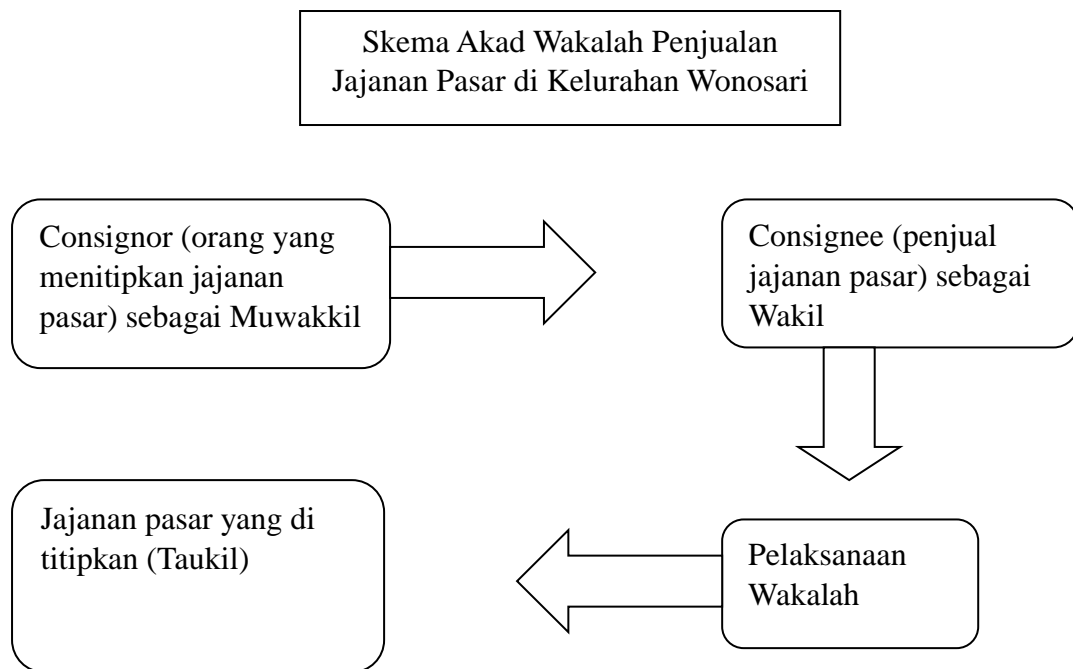 Skema Akad Wakalah Penjualan
Jajanan Pasar di Kelurahan Wonosari
Consignor (orang yang
menitipkan jajanan
pasar) sebagai Muwakkil
Consignee (penjual
jajanan pasar) sebagai
Wakil
Jajanan pasar yang di
titipkan (Taukil)
Pelaksanaan
Wakalah